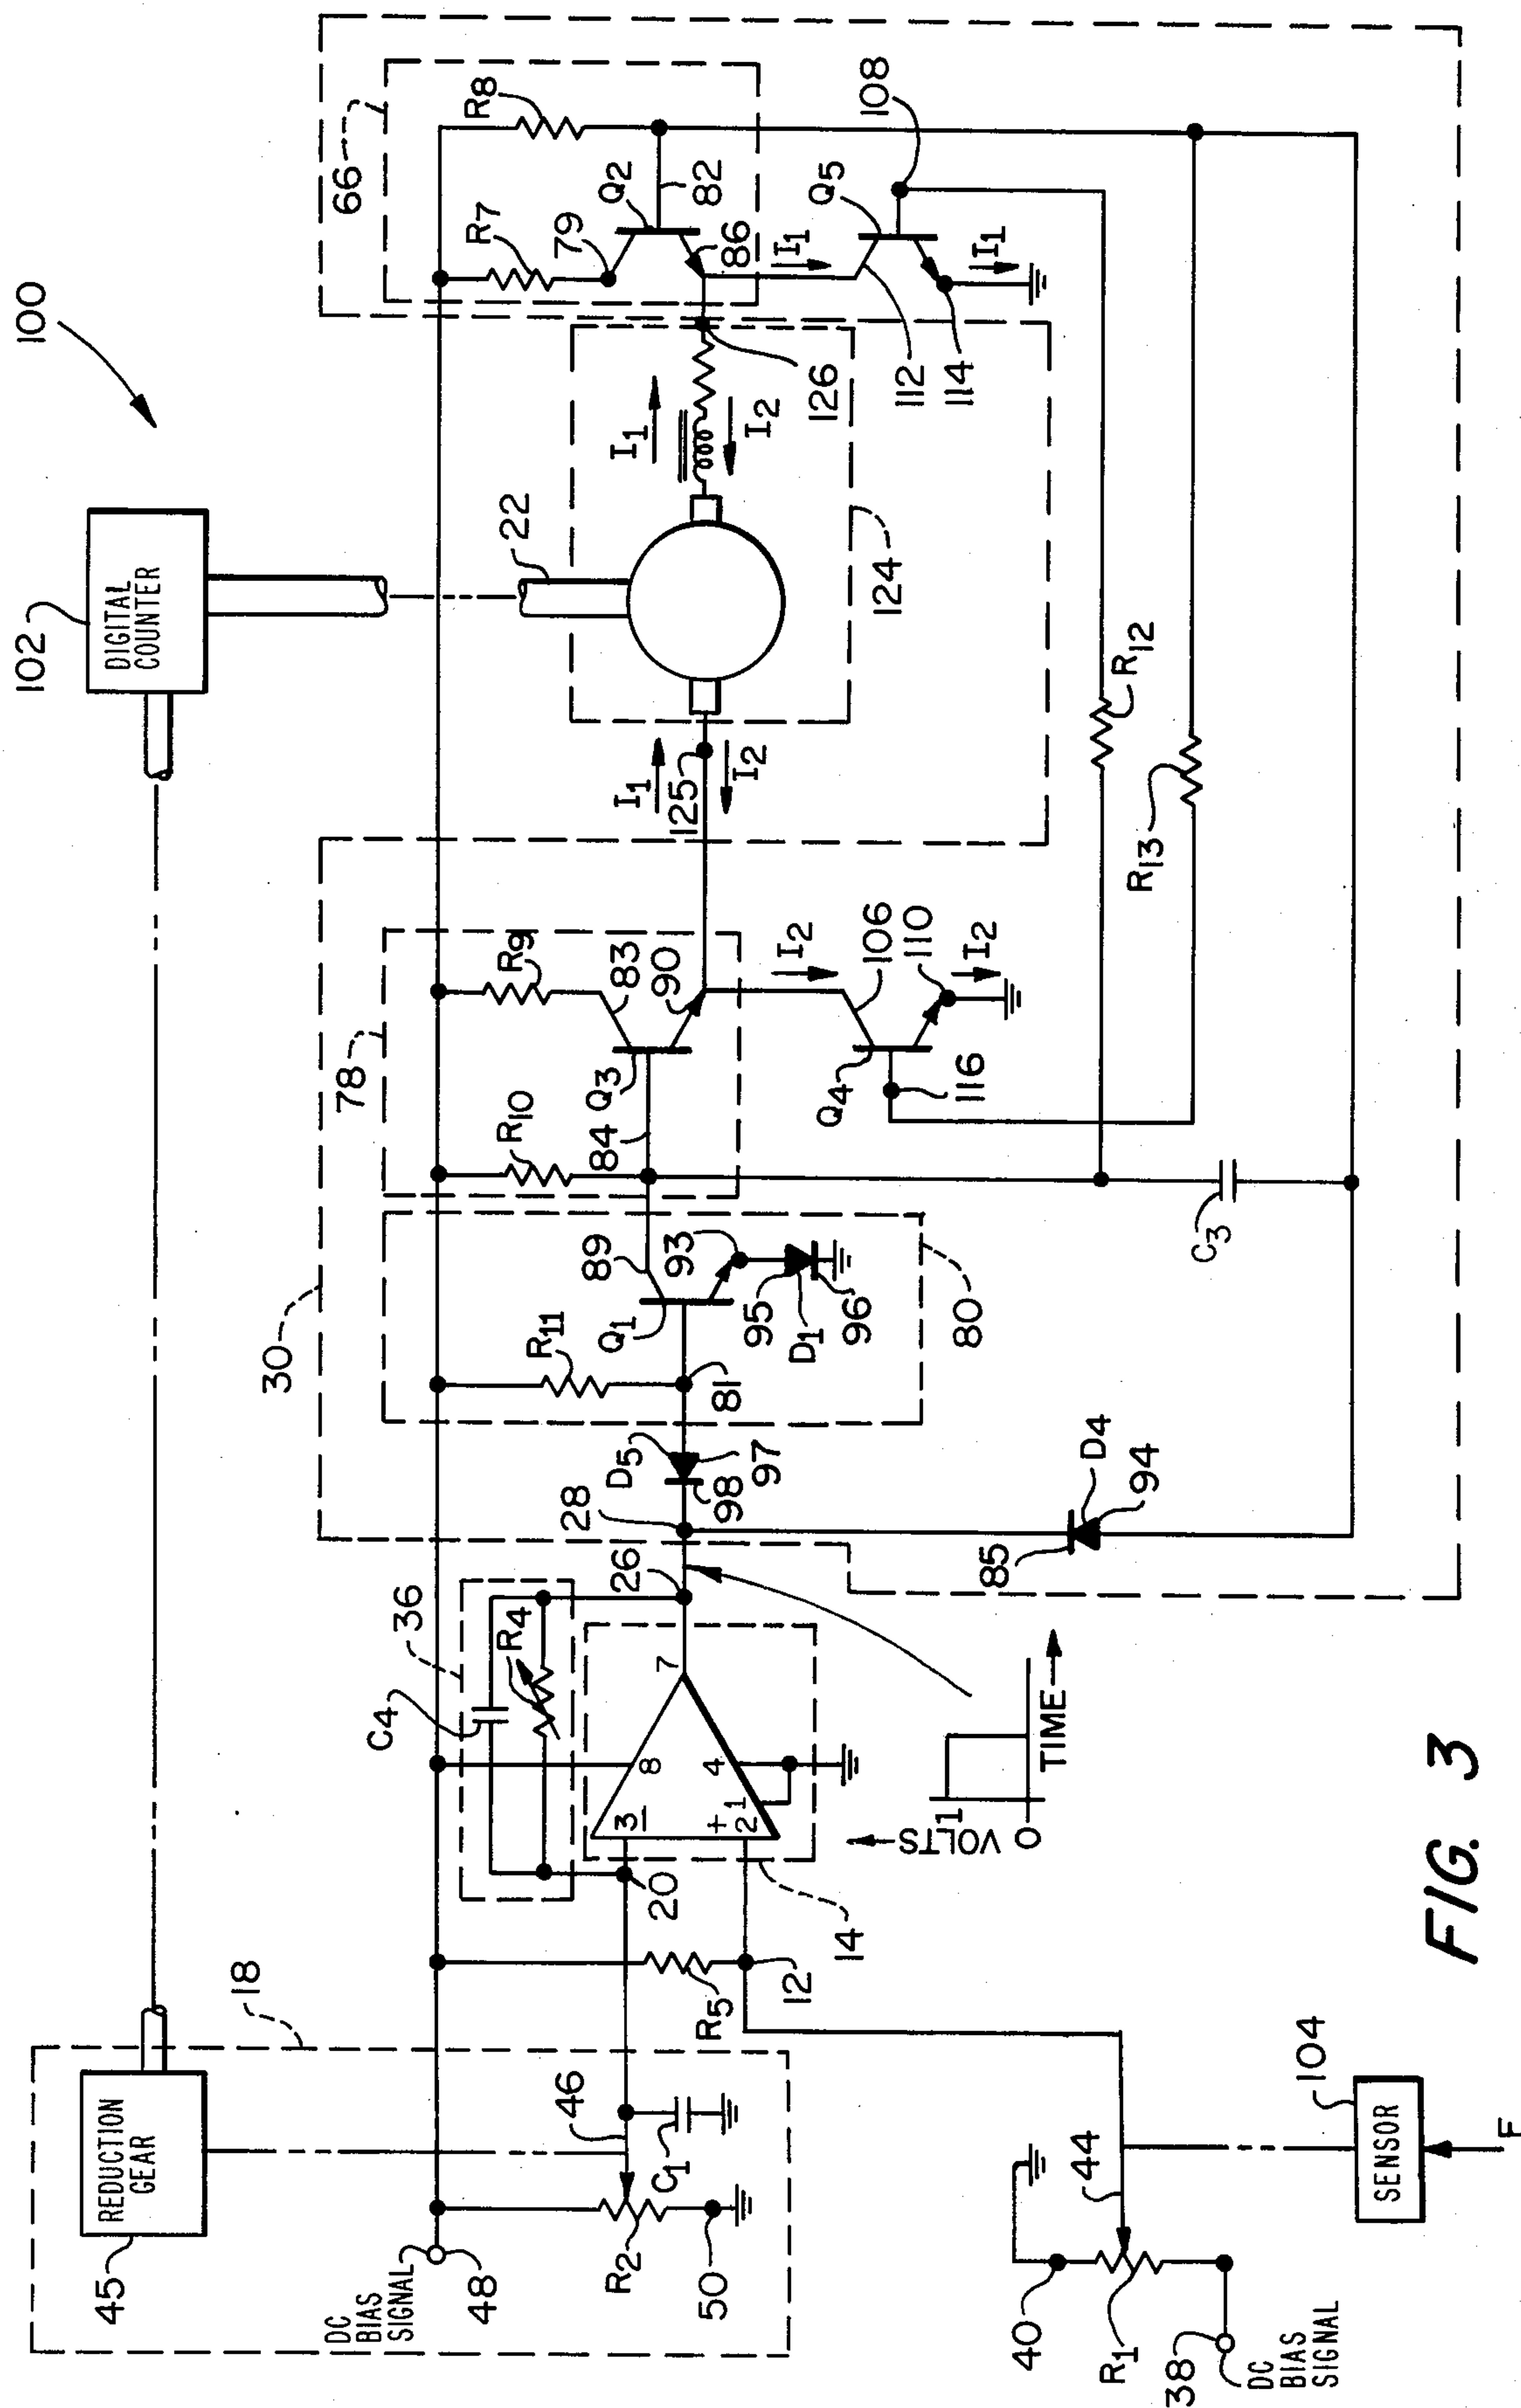 100
102
DIGITAL COUNTER
REDUCTION GEAR
45
18
DC BIAS SIGNAL
48
46
R2
50
C1
20
R5
12
14
36
C4
R4
3
−
8
+
2
1
4
7
26
28
VOLTS
1
0
TIME
30
D5
98
97
85
D4
94
R11
81
Q1
89
93
95
D1
96
80
78
R10
84
Q3
R9
83
90
I2
106
110
I2
Q4
116
C3
I1
125
I2
22
124
I1
I2
126
R12
R13
66
R7
79
R8
Q2
82
86
I1
Q5
108
112
114
I1
40
R1
38
DC BIAS SIGNAL
44
SENSOR
104
F
FIG. 3